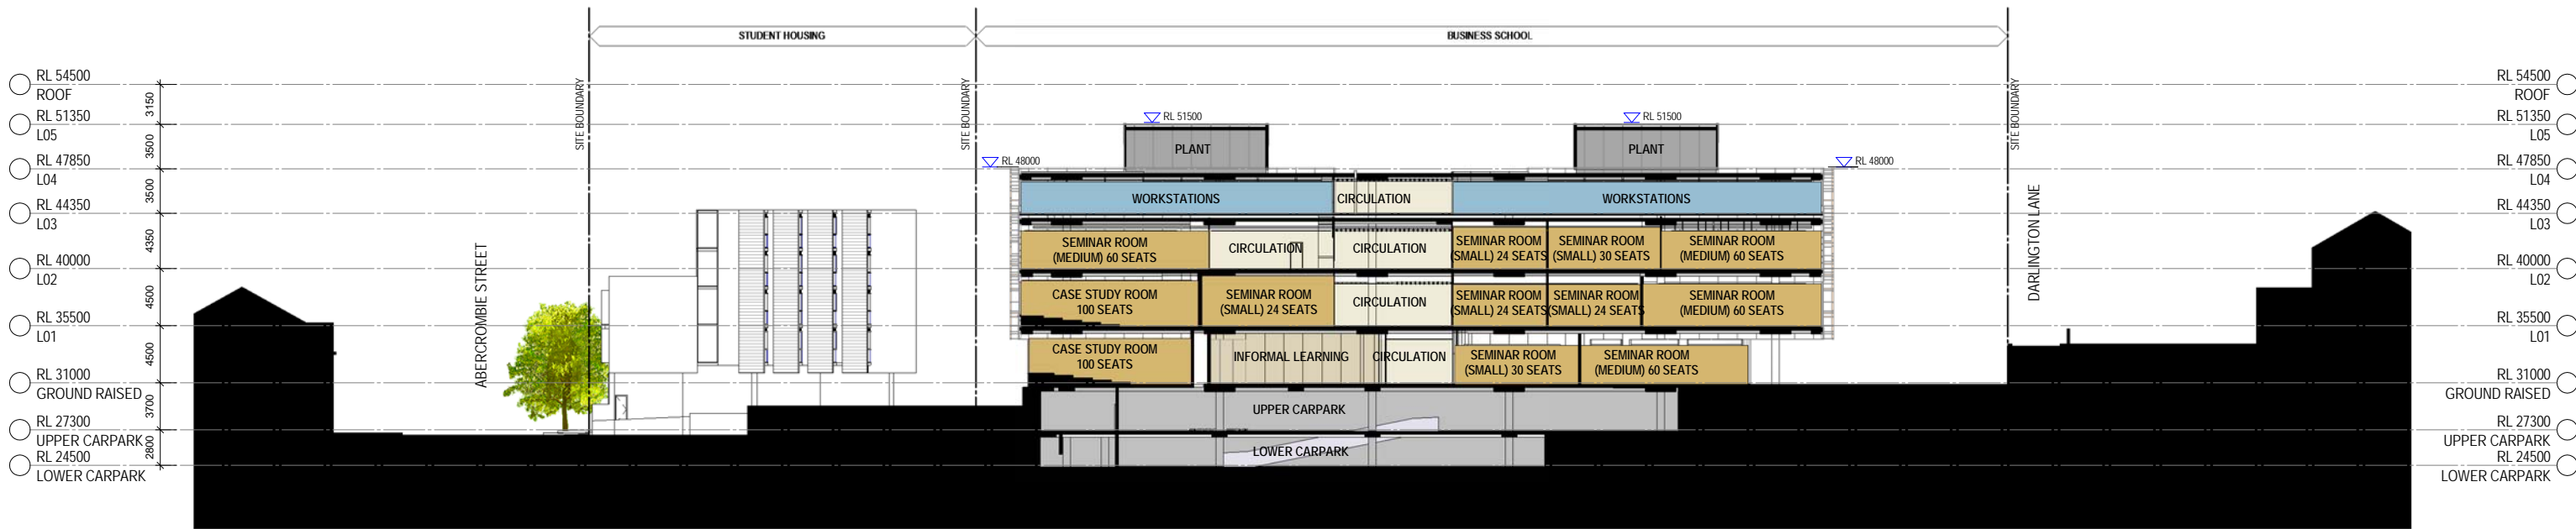 STUDENT HOUSING
BUSINESS SCHOOL
RL 54500
ROOF
RL 51350
L05
RL 47850
L04
RL 44350
L03
RL 40000
L02
RL 35500
L01
RL 31000
GROUND RAISED
RL 27300
UPPER CARPARK
RL 24500
LOWER CARPARK
3150
3500
3500
4350
4500
4500
3700
2800
ABERCROMBIE STREET
SITE BOUNDARY
SITE BOUNDARY
RL 48000
RL 51500
RL 51500
RL 48000
PLANT
PLANT
WORKSTATIONS
CIRCULATION
WORKSTATIONS
SEMINAR ROOM
(MEDIUM) 60 SEATS
CIRCULATION
CIRCULATION
SEMINAR ROOM
(SMALL) 24 SEATS
SEMINAR ROOM
(SMALL) 30 SEATS
SEMINAR ROOM
(MEDIUM) 60 SEATS
CASE STUDY ROOM
100 SEATS
SEMINAR ROOM
(SMALL) 24 SEATS
CIRCULATION
SEMINAR ROOM
(SMALL) 24 SEATS
SEMINAR ROOM
(SMALL) 24 SEATS
SEMINAR ROOM
(MEDIUM) 60 SEATS
CASE STUDY ROOM
100 SEATS
INFORMAL LEARNING
CIRCULATION
SEMINAR ROOM
(SMALL) 30 SEATS
SEMINAR ROOM
(MEDIUM) 60 SEATS
UPPER CARPARK
LOWER CARPARK
SITE BOUNDARY
DARLINGTON LANE
RL 54500
ROOF
RL 51350
L05
RL 47850
L04
RL 44350
L03
RL 40000
L02
RL 35500
L01
RL 31000
GROUND RAISED
RL 27300
UPPER CARPARK
RL 24500
LOWER CARPARK